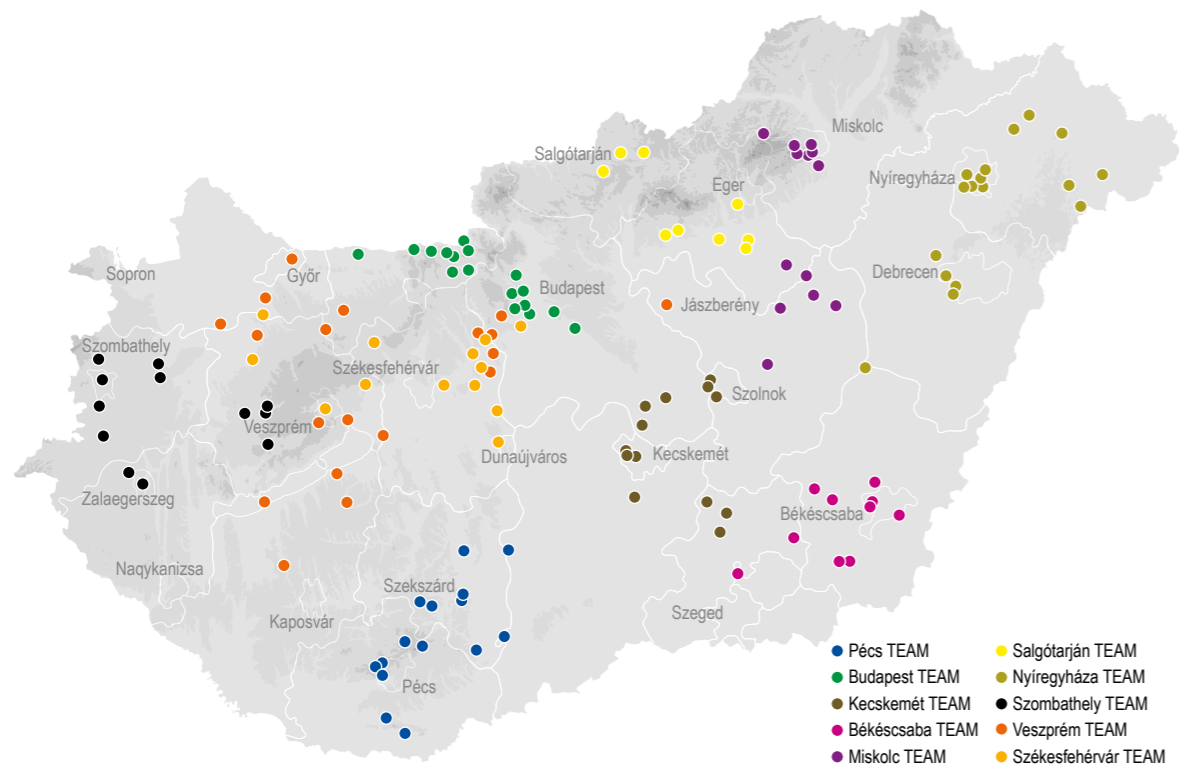 Miskolc
Salgótarján
Eger
Nyíregyháza
Sopron
Győr
Debrecen
Budapest
Jászberény
Szombathely
Székesfehérvár
Szolnok
Veszprém
Dunaújváros
Kecskemét
Zalaegerszeg
Békéscsaba
Naqykanizsa
Szekszárd
Kaposvár
Szeged
Pécs
Pécs TEAM
Budapest TEAM
Kecskemét TEAM
Békéscsaba TEAM
Miskolc TEAM
Salgótarján TEAM
Nyíregyháza TEAM
Szombathely TEAM
Veszprém TEAM
Székesfehérvár TEAM